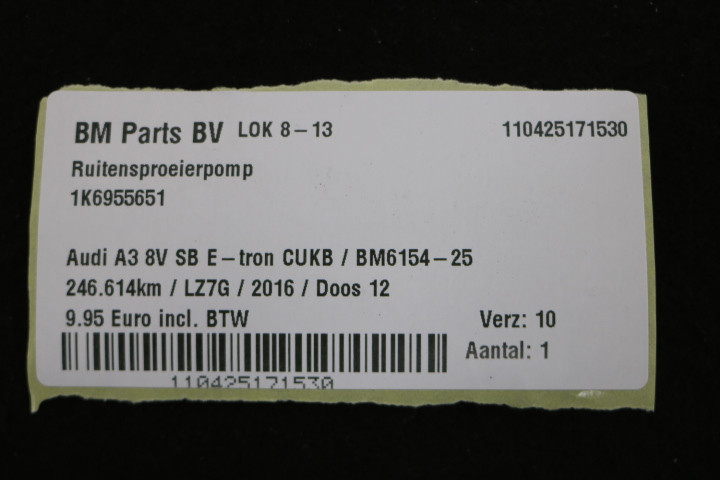 BM Parts BV LOK 8-13 110425171530
Ruitensproeierpomp
1K6955651
Audi A3 8V SB E-tron CUKB / BM6154-25
246.614km / LZ7G / 2016 / Doos 12
9.95 Euro incl. BTW Verz: 10
Aantal: 1
110425171530